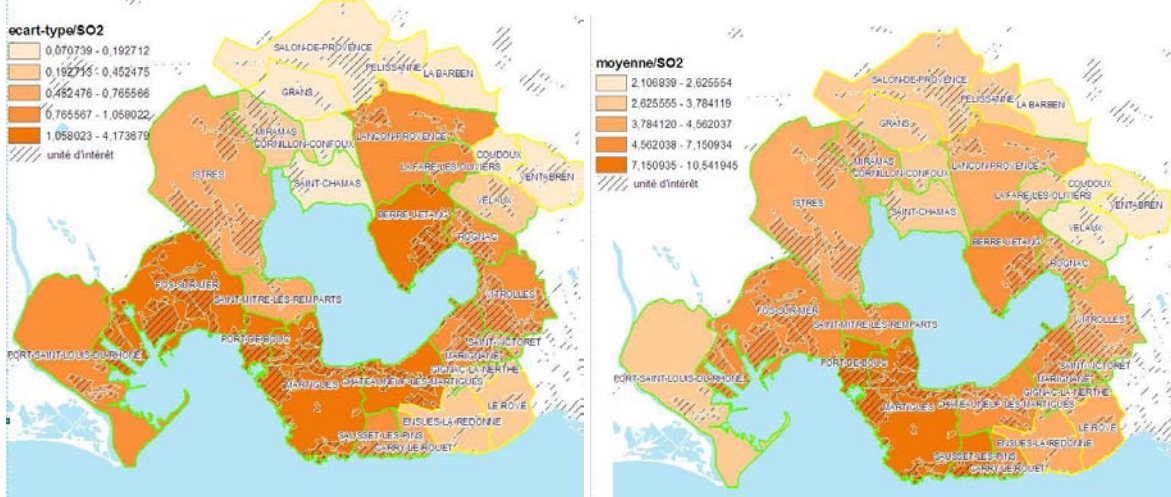 ecart-type/SO2
0,070739 - 0,192712
0,192713 - 0,452475
0,452476 - 0,765566
0,765567 - 1,058022
1,058023 - 4,173679
unité d'intérêt
SALON-DE-PROVENCE
PELISSANNE
LA BARBEN
GRANS
MIRAMAS
CORNILLON-CONFOUX
LANCON-PROVENCE
LA FARE-LES-OLIVIERS
COUDOUX
VENTABREN
ISTRES
SAINT-CHAMAS
VELAUX
BERRE-L'ETANG
ROGNAC
FOS-SUR-MER
SAINT-MITRE-LES-REMPARTS
VITROLLES
PORT-SAINT-LOUIS-DU-RHONE
PORT-DE-BOUC
SAINT-VICTORET
MARIGNANE
GIGNAC-LA-NERTHE
MARTIGUES
CHATEAUNEUF-LES-MARTIGUES
LE ROVE
ENSUES-LA-REDONNE
SAUSSET-LES-PINS
CARRY-LE-ROUET
moyenne/SO2
2,106839 - 2,625554
2,625555 - 3,784119
3,784120 - 4,562037
4,562038 - 7,150934
7,150935 - 10,541945
unité d'intérêt
SALON-DE-PROVENCE
PELISSANNE
LA BARBEN
GRANS
MIRAMAS
CORNILLON-CONFOUX
LANCON-PROVENCE
LA FARE-LES-OLIVIERS
COUDOUX
VENTABREN
ISTRES
SAINT-CHAMAS
VELAUX
BERRE-L'ETANG
ROGNAC
FOS-SUR-MER
SAINT-MITRE-LES-REMPARTS
VITROLLES
PORT-SAINT-LOUIS-DU-RHONE
PORT-DE-BOUC
SAINT-VICTORET
MARIGNANE
GIGNAC-LA-NERTHE
MARTIGUES
CHATEAUNEUF-LES-MARTIGUES
LE ROVE
ENSUES-LA-REDONNE
SAUSSET-LES-PINS
CARRY-LE-ROUET